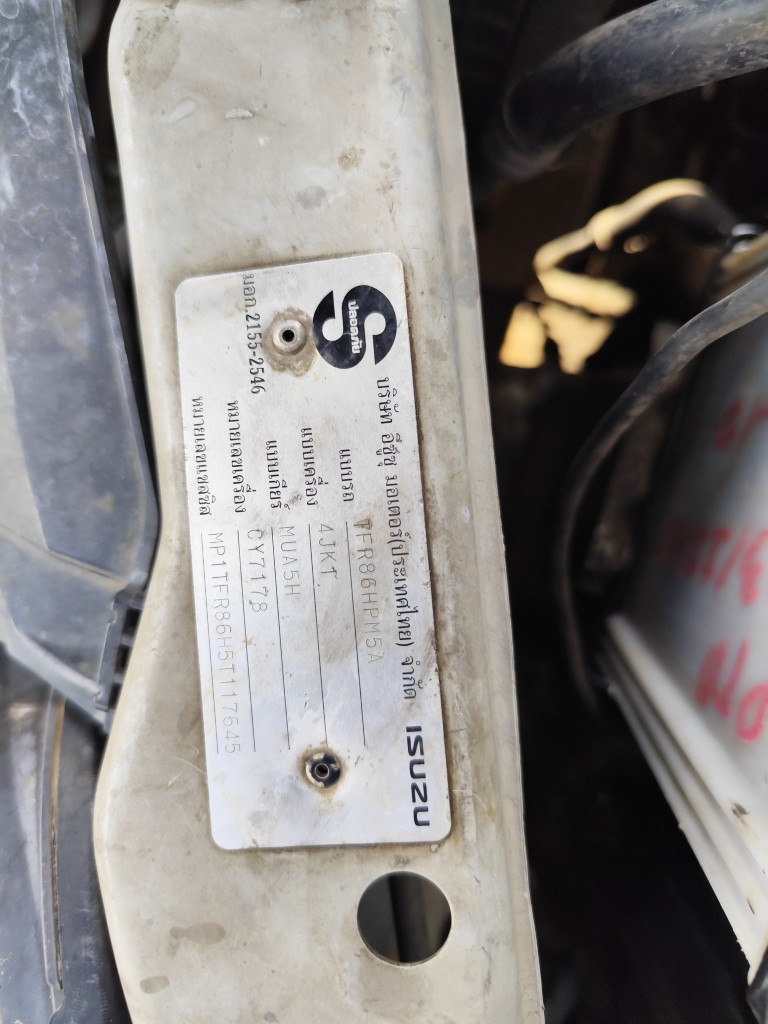 ปลอดภัย
มอก.2155-2546
บริษัท อีซูซุ มอเตอร์(ประเทศไทย) จำกัด ISUZU
แบบรถ TFR86HPM5A
แบบเครื่อง 4JK1
แบบเกียร์ MUA5H
หมายเลขเครื่อง CY7178
หมายเลขแชสซิส MP1TFR86H5T117645